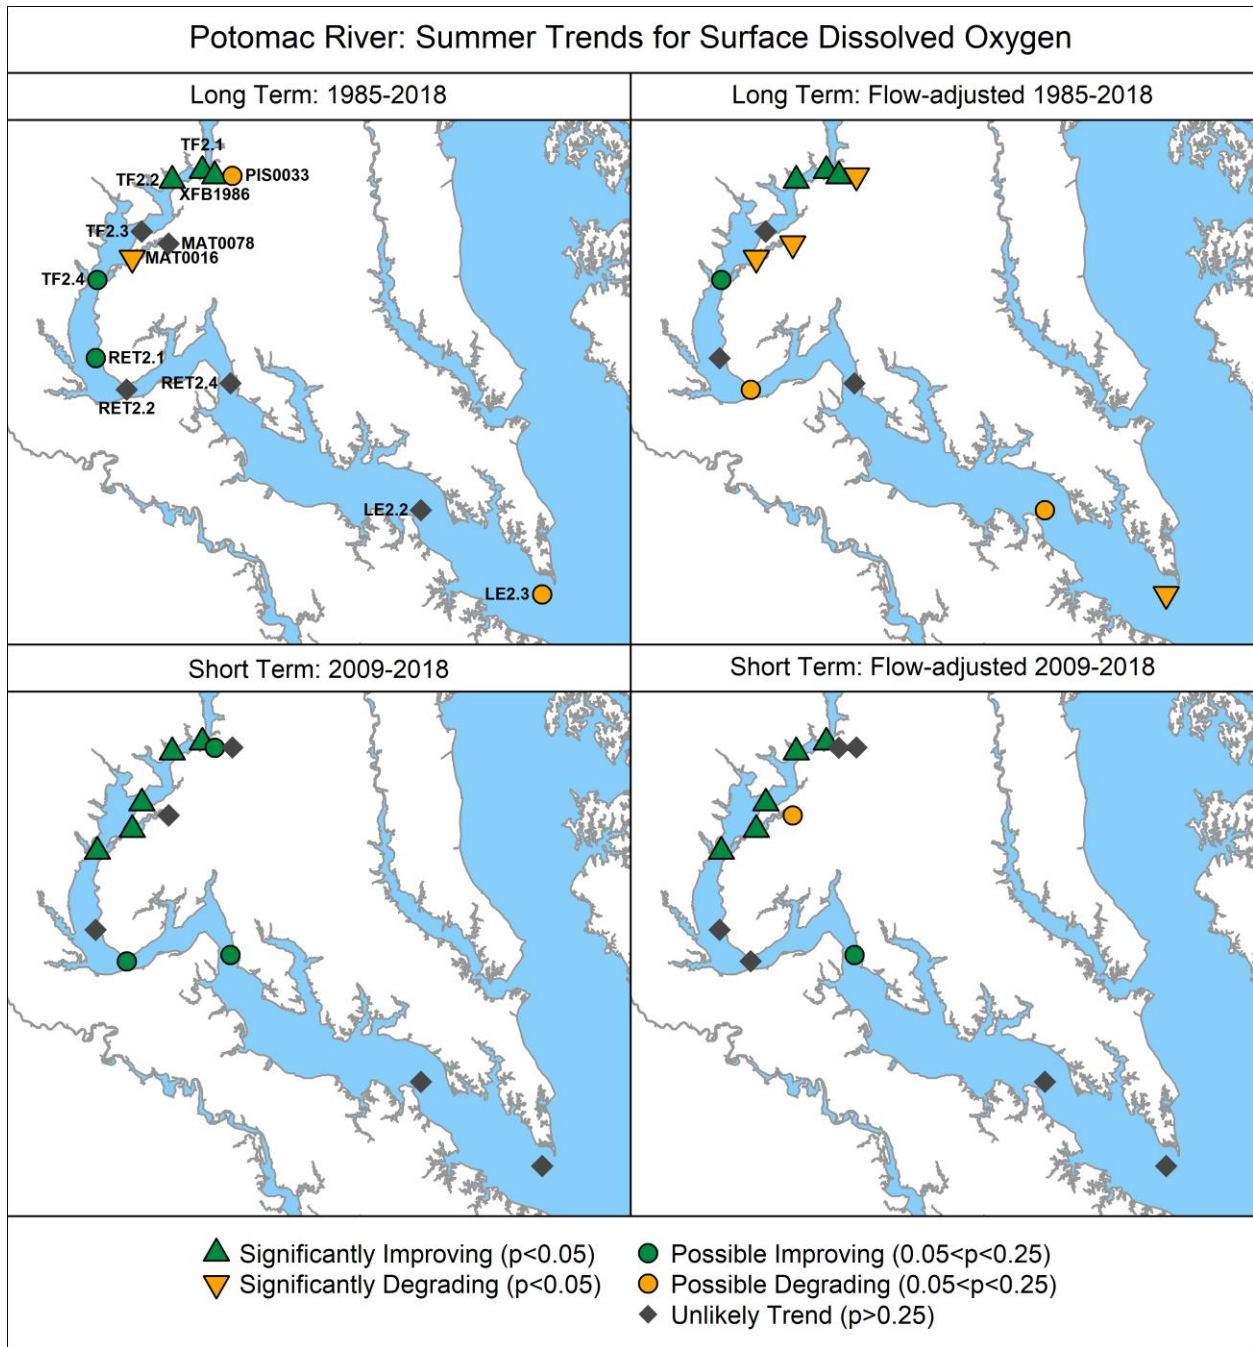 Potomac River: Summer Trends for Surface Dissolved Oxygen
Long Term: 1985-2018
Long Term: Flow-adjusted 1985-2018
TF2.1
TF2.2
PIS0033
XFB1986
TF2.3
MAT0078
MAT0016
TF2.4
RET2.1
RET2.4
RET2.2
LE2.2
LE2.3
Short Term: 2009-2018
Short Term: Flow-adjusted 2009-2018
Significantly Improving (p<0.05)
Possible Improving (0.05<p<0.25)
Significantly Degrading (p<0.05)
Possible Degrading (0.05<p<0.25)
Unlikely Trend (p>0.25)